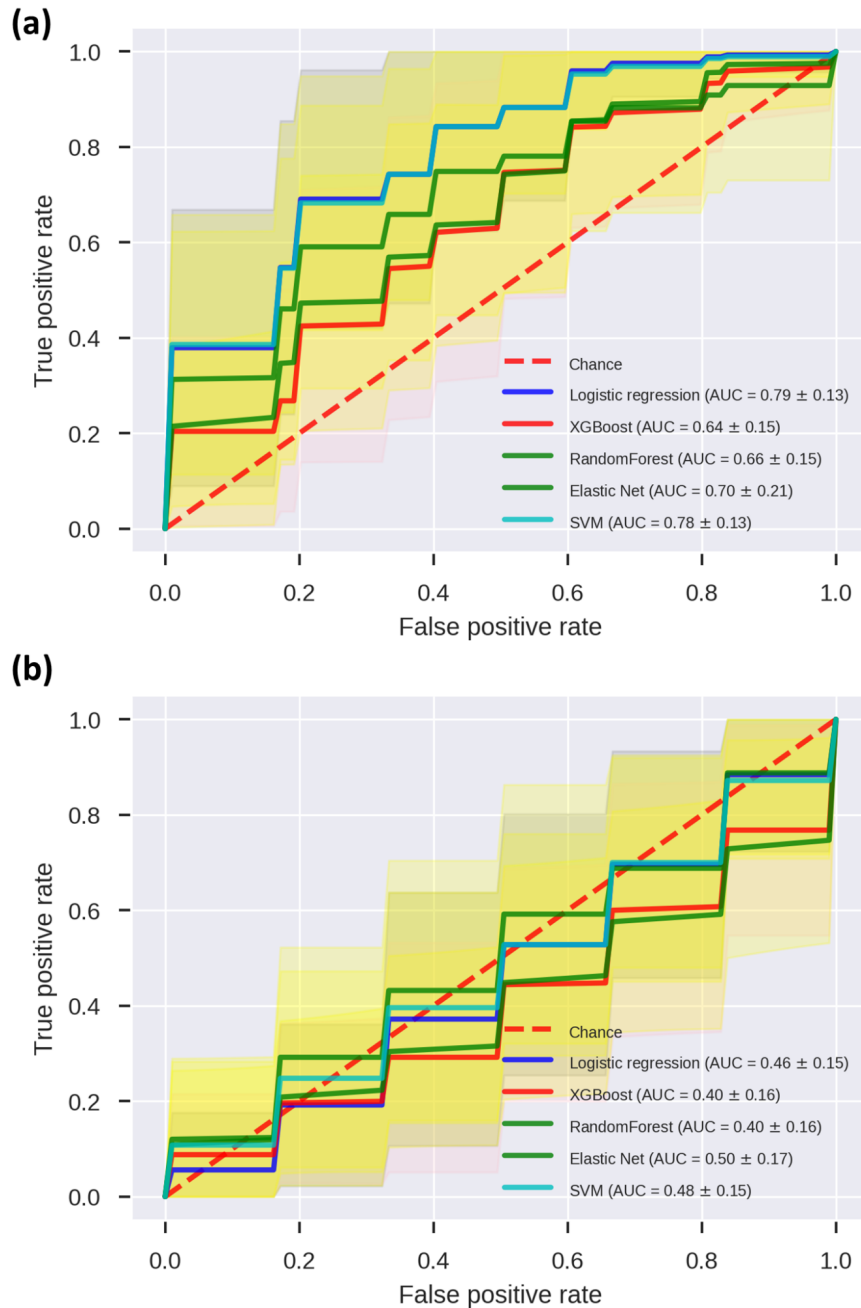 (a)
1.0
0.8
0.6
0.4
0.2
0.0
True positive rate
Chance
Logistic regression (AUC = 0.79 ± 0.13)
XGBoost (AUC = 0.64 ± 0.15)
RandomForest (AUC = 0.66 ± 0.15)
Elastic Net (AUC = 0.70 ± 0.21)
SVM (AUC = 0.78 ± 0.13)
0.0 0.2 0.4 0.6 0.8 1.0
False positive rate
(b)
1.0
0.8
0.6
0.4
0.2
0.0
True positive rate
Chance
Logistic regression (AUC = 0.46 ± 0.15)
XGBoost (AUC = 0.40 ± 0.16)
RandomForest (AUC = 0.40 ± 0.16)
Elastic Net (AUC = 0.50 ± 0.17)
SVM (AUC = 0.48 ± 0.15)
0.0 0.2 0.4 0.6 0.8 1.0
False positive rate